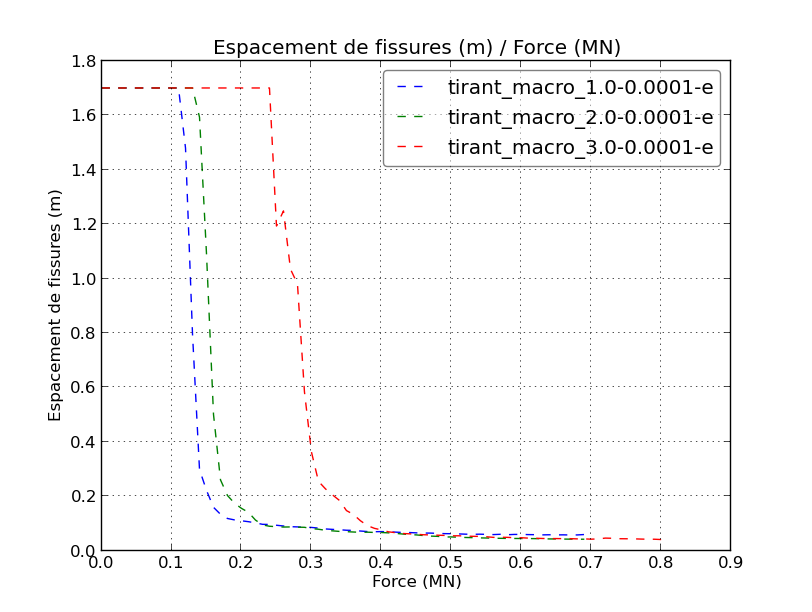 Espacement de fissures (m) / Force (MN)
tirant_macro_1.0-0.0001-e
tirant_macro_2.0-0.0001-e
tirant_macro_3.0-0.0001-e
Espacement de fissures (m)
1.8
1.6
1.4
1.2
1.0
0.8
0.6
0.4
0.2
0.0
0.0 0.1 0.2 0.3 0.4 0.5 0.6 0.7 0.8 0.9
Force (MN)